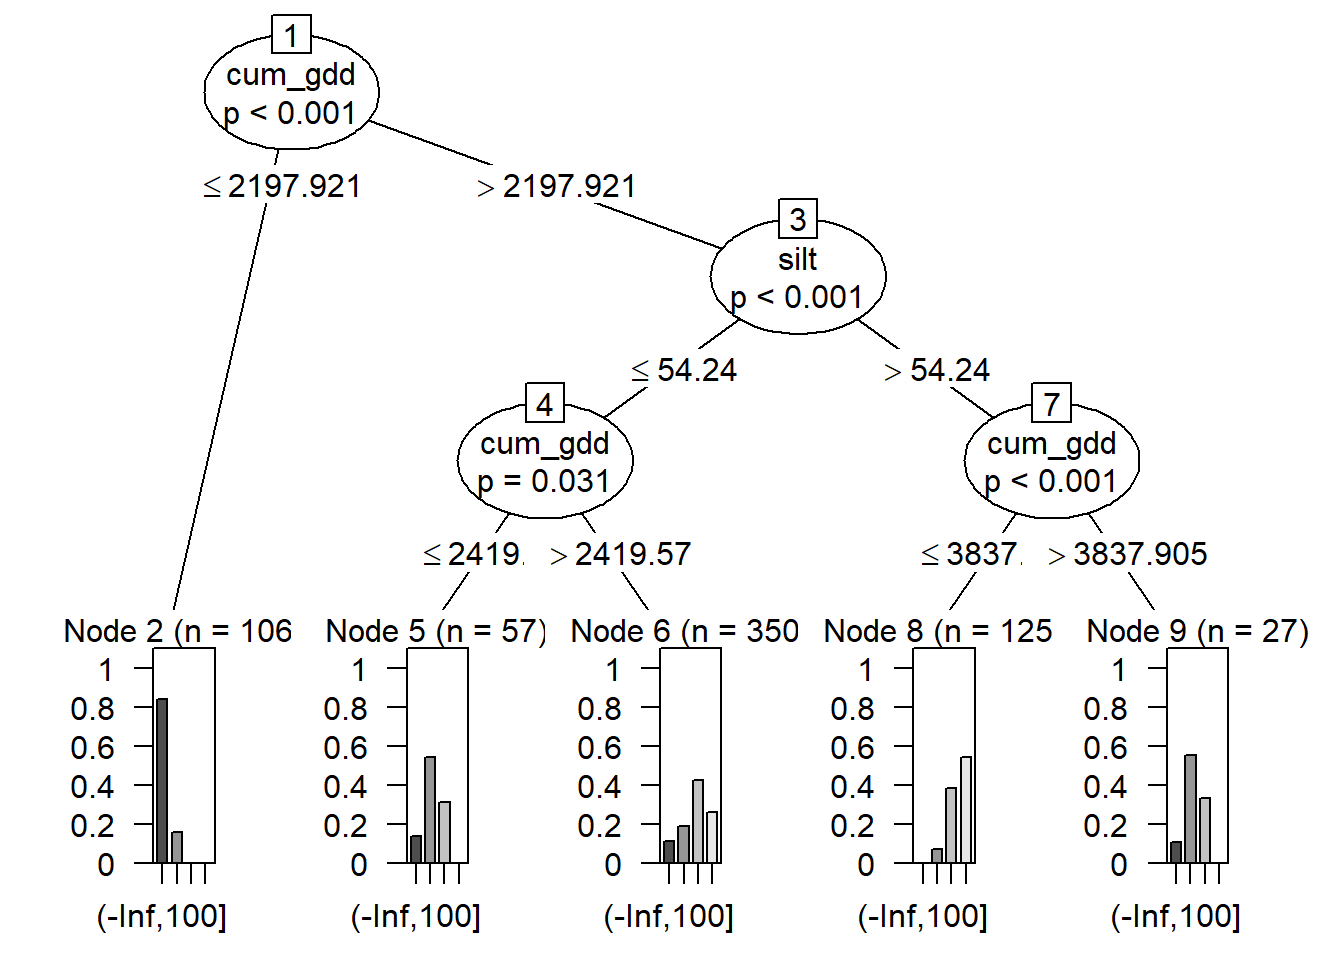 1
cum_gdd
p < 0.001
≤ 2197.921
> 2197.921
3
silt
p < 0.001
≤ 54.24
> 54.24
4
cum_gdd
p = 0.031
7
cum_gdd
p < 0.001
≤ 2419.
> 2419.57
≤ 3837.
> 3837.905
Node 2 (n = 106
1
0.8
0.6
0.4
0.2
0
(-Inf,100]
Node 5 (n = 57)
1
0.8
0.6
0.4
0.2
0
(-Inf,100]
Node 6 (n = 350
1
0.8
0.6
0.4
0.2
0
(-Inf,100]
Node 8 (n = 125
1
0.8
0.6
0.4
0.2
0
(-Inf,100]
Node 9 (n = 27)
1
0.8
0.6
0.4
0.2
0
(-Inf,100]